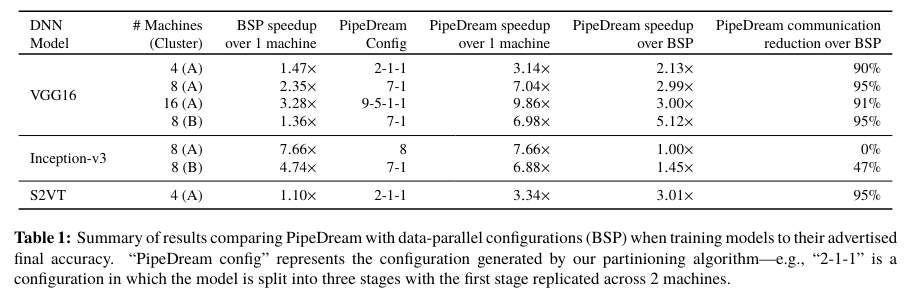 DNN Model # Machines (Cluster) BSP speedup over 1 machine PipeDream Config PipeDream speedup over 1 machine PipeDream speedup over BSP PipeDream communication reduction over BSP
VGG16 4 (A) 1.47× 2-1-1 3.14× 2.13× 90%
8 (A) 2.35× 7-1 7.04× 2.99× 95%
16 (A) 3.28× 9-5-1-1 9.86× 3.00× 91%
8 (B) 1.36× 7-1 6.98× 5.12× 95%
Inception-v3 8 (A) 7.66× 8 7.66× 1.00× 0%
8 (B) 4.74× 7-1 6.88× 1.45× 47%
S2VT 4 (A) 1.10× 2-1-1 3.34× 3.01× 95%
Table 1: Summary of results comparing PipeDream with data-parallel configurations (BSP) when training models to their advertised
final accuracy. “PipeDream config” represents the configuration generated by our partinioning algorithm—e.g., “2-1-1” is a
configuration in which the model is split into three stages with the first stage replicated across 2 machines.